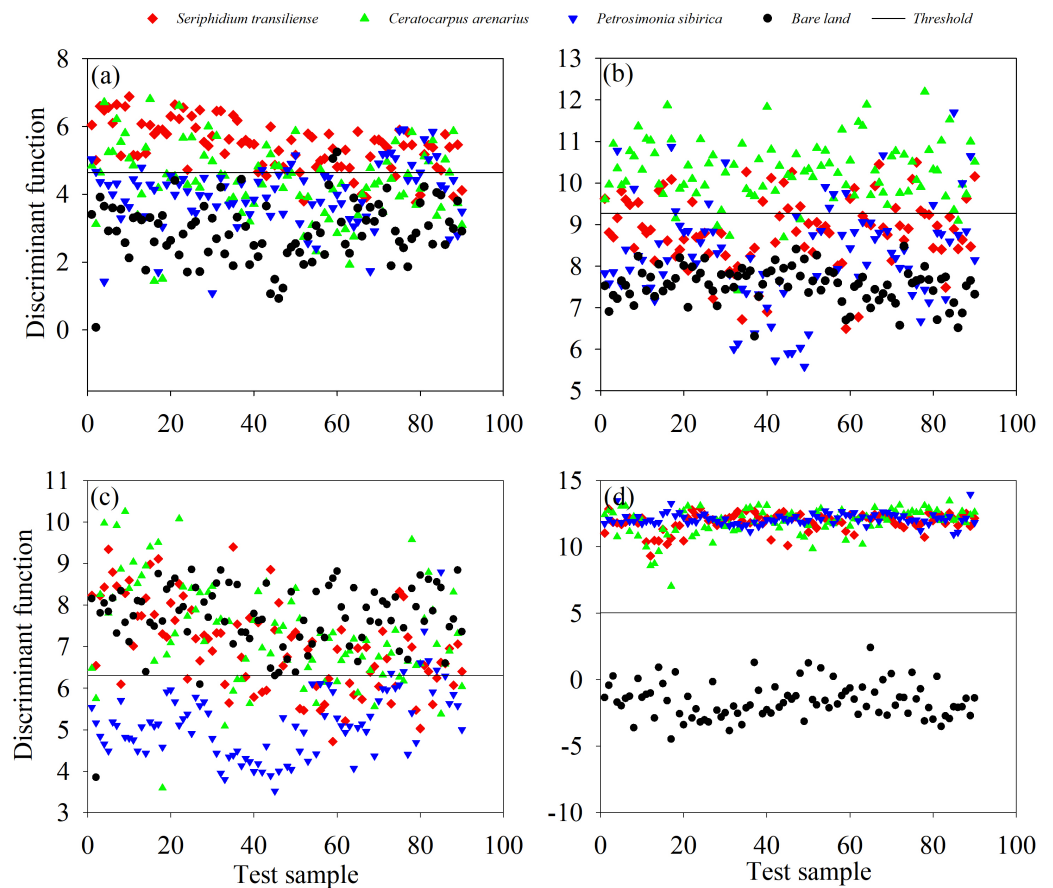 Seriphidium transiliense Ceratocarpus arenarius Petrosimonia sibirica Bare land Threshold
(a)
Discriminant function
8
6
4
2
0
0 20 40 60 80 100
(b)
13
12
11
10
9
8
7
6
5
0 20 40 60 80 100
(c)
Discriminant function
11
10
9
8
7
6
5
4
3
0 20 40 60 80 100
Test sample
(d)
15
10
5
0
-5
-10
0 20 40 60 80 100
Test sample